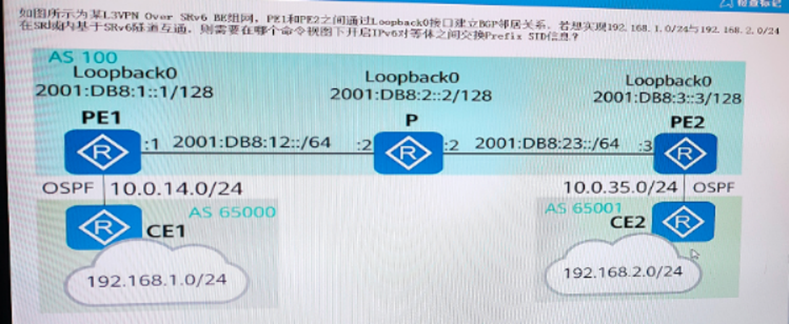 检查标记
如图所示为某L3VPN Over SRv6 BE组网，PE1和PE2之间通过Loopback0接口建立BGP邻居关系，若想实现192.168.1.0/24与192.168.2.0/24
在SR域内基于SRv6隧道互通，则需要在哪个命令视图下开启IPv6对等体之间交换Prefix SID信息？
AS 100
Loopback0
2001:DB8:1::1/128
Loopback0
2001:DB8:2::2/128
Loopback0
2001:DB8:3::3/128
PE1
P
PE2
R
:1
2001:DB8:12::/64
:2
R
:2
2001:DB8:23::/64
:3
R
OSPF
10.0.14.0/24
10.0.35.0/24
OSPF
AS 65000
AS 65001
R
CE1
CE2
R
192.168.1.0/24
192.168.2.0/24